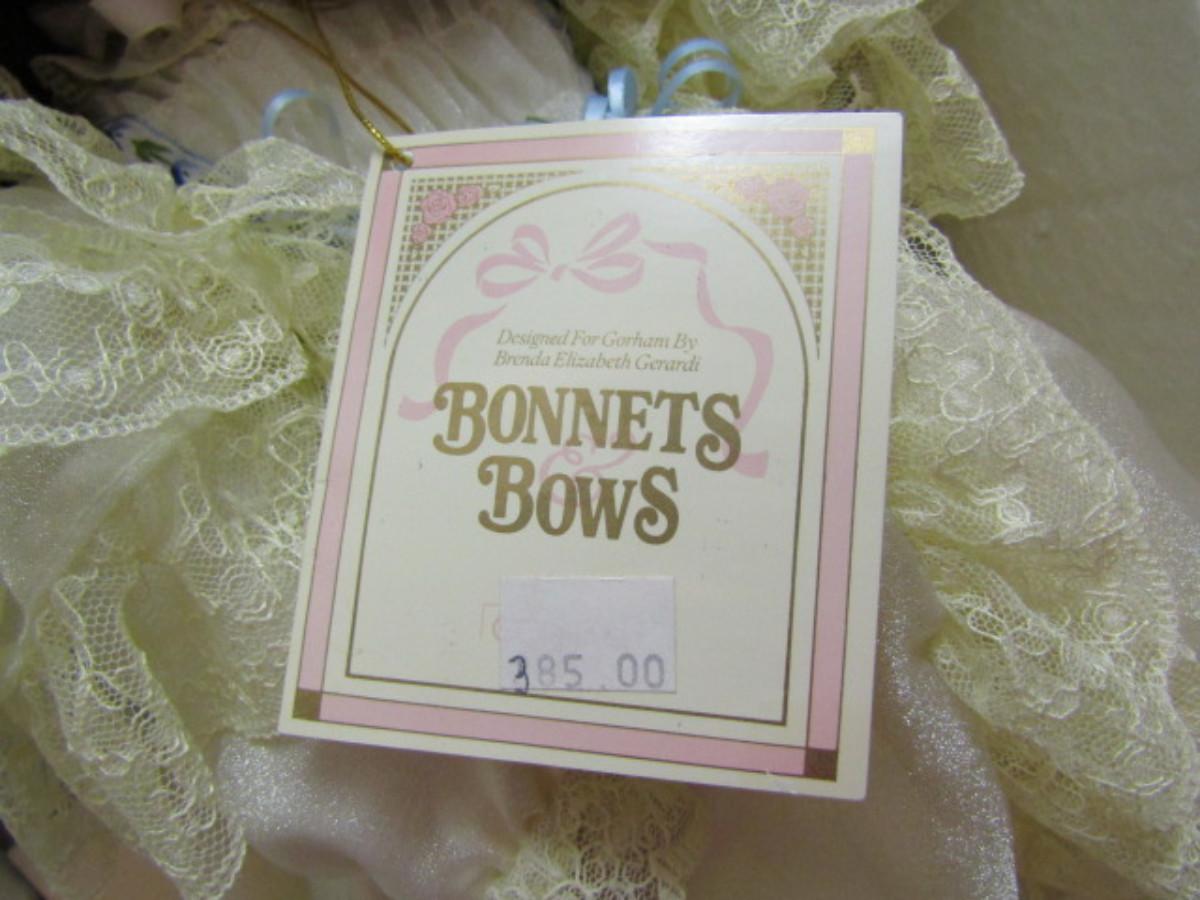 Designed For Gorham By
Brenda Elizabeth Gerardi
BONNETS
&
BOWS
385.00